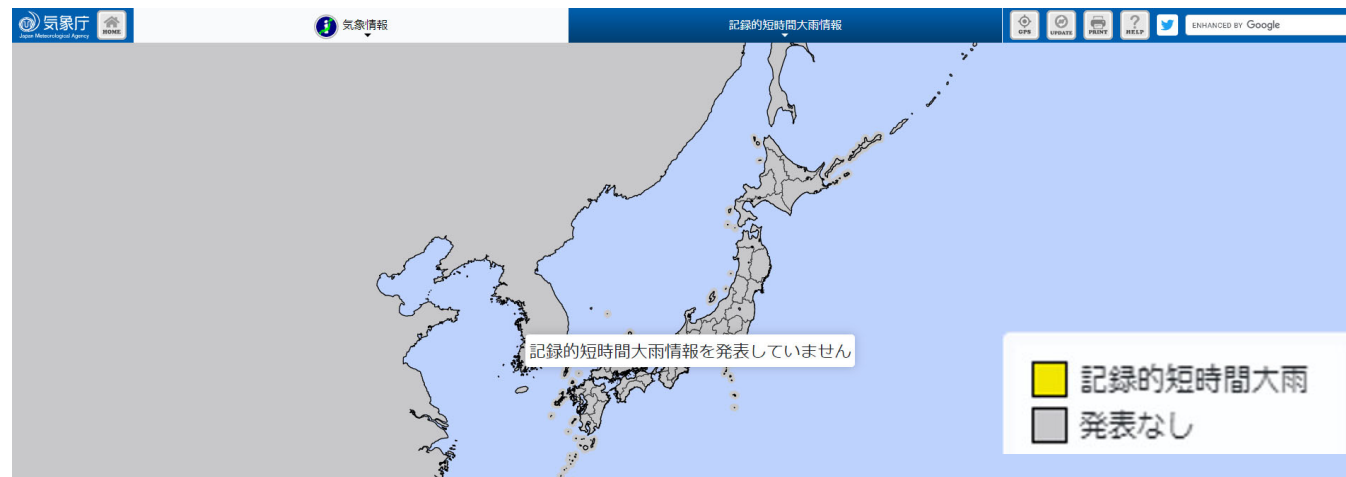 気象庁
Japan Meteorological Agency
HOME
気象情報
記録的短時間大雨情報
GPS
UPDATE
PRINT
HELP
ENHANCED BY Google
記録的短時間大雨情報を発表していません
記録的短時間大雨
発表なし